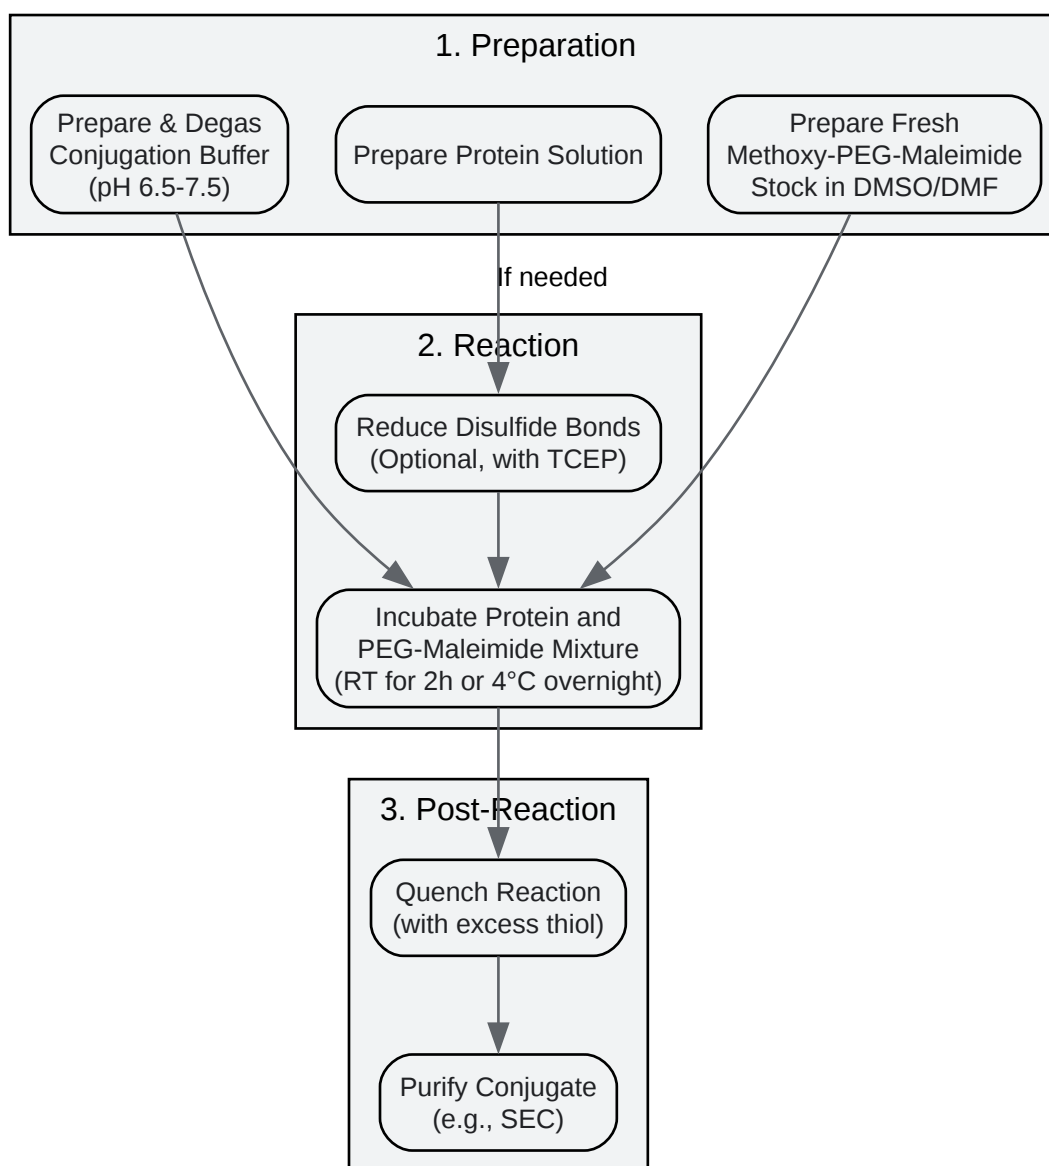 1. Preparation
Prepare & Degas
Conjugation Buffer
(pH 6.5-7.5)
Prepare Protein Solution
Prepare Fresh
Methoxy-PEG-Maleimide
Stock in DMSO/DMF
If needed
2. Reaction
Reduce Disulfide Bonds
(Optional, with TCEP)
Incubate Protein and
PEG-Maleimide Mixture
(RT for 2h or 4°C overnight)
3. Post-Reaction
Quench Reaction
(with excess thiol)
Purify Conjugate
(e.g., SEC)